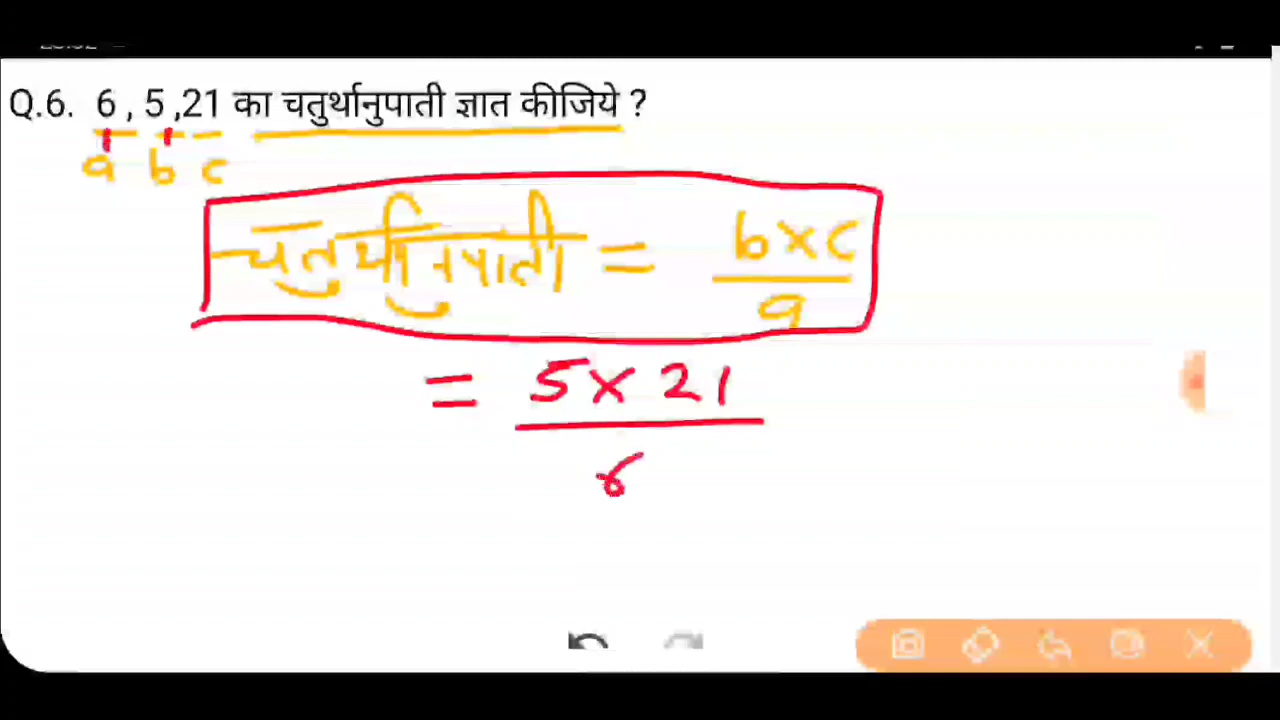 Q.6. 6 , 5 ,21 का चतुर्थानुपाती ज्ञात कीजिये ?
a b c
चतुर्थानुपाती = b×c
a
= 5 × 21
6